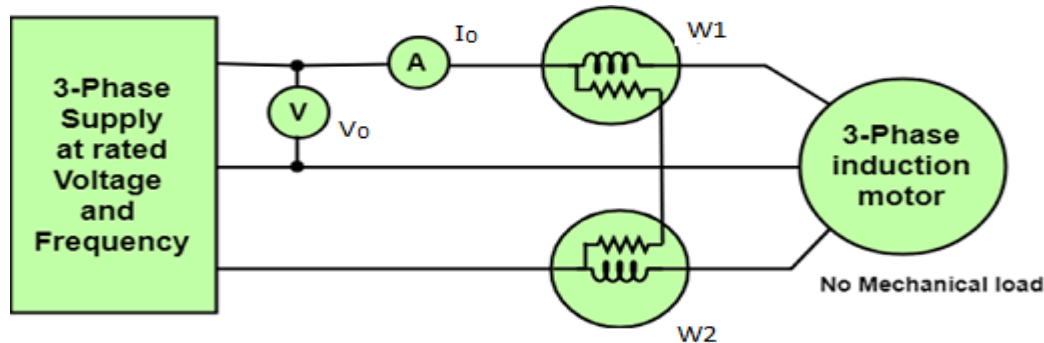 3-Phase
Supply
at rated
Voltage
and
Frequency
V
V₀
A
I₀
W1
3-Phase
induction
motor
No Mechanical load
W2